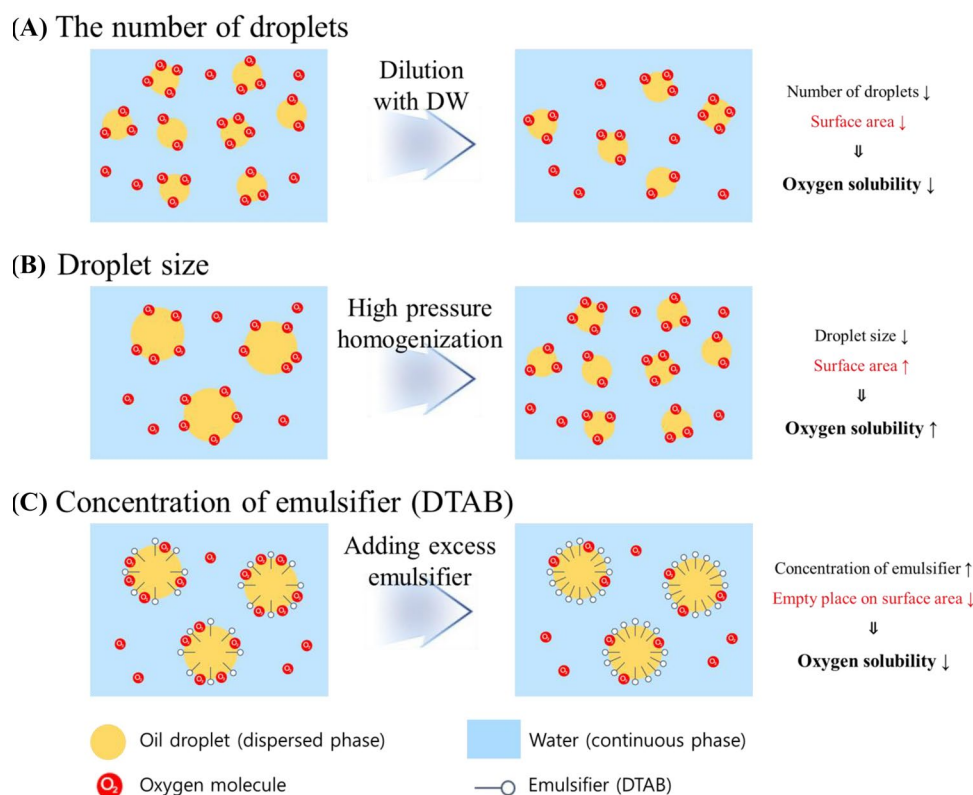 (A) The number of droplets
Dilution
with DW
Number of droplets ↓
Surface area ↓
⇓
Oxygen solubility ↓
(B) Droplet size
High pressure
homogenization
Droplet size ↓
Surface area ↑
⇓
Oxygen solubility ↑
(C) Concentration of emulsifier (DTAB)
Adding excess
emulsifier
Concentration of emulsifier ↑
Empty place on surface area ↓
⇓
Oxygen solubility ↓
Oil droplet (dispersed phase)
Water (continuous phase)
O₂ Oxygen molecule
Emulsifier (DTAB)